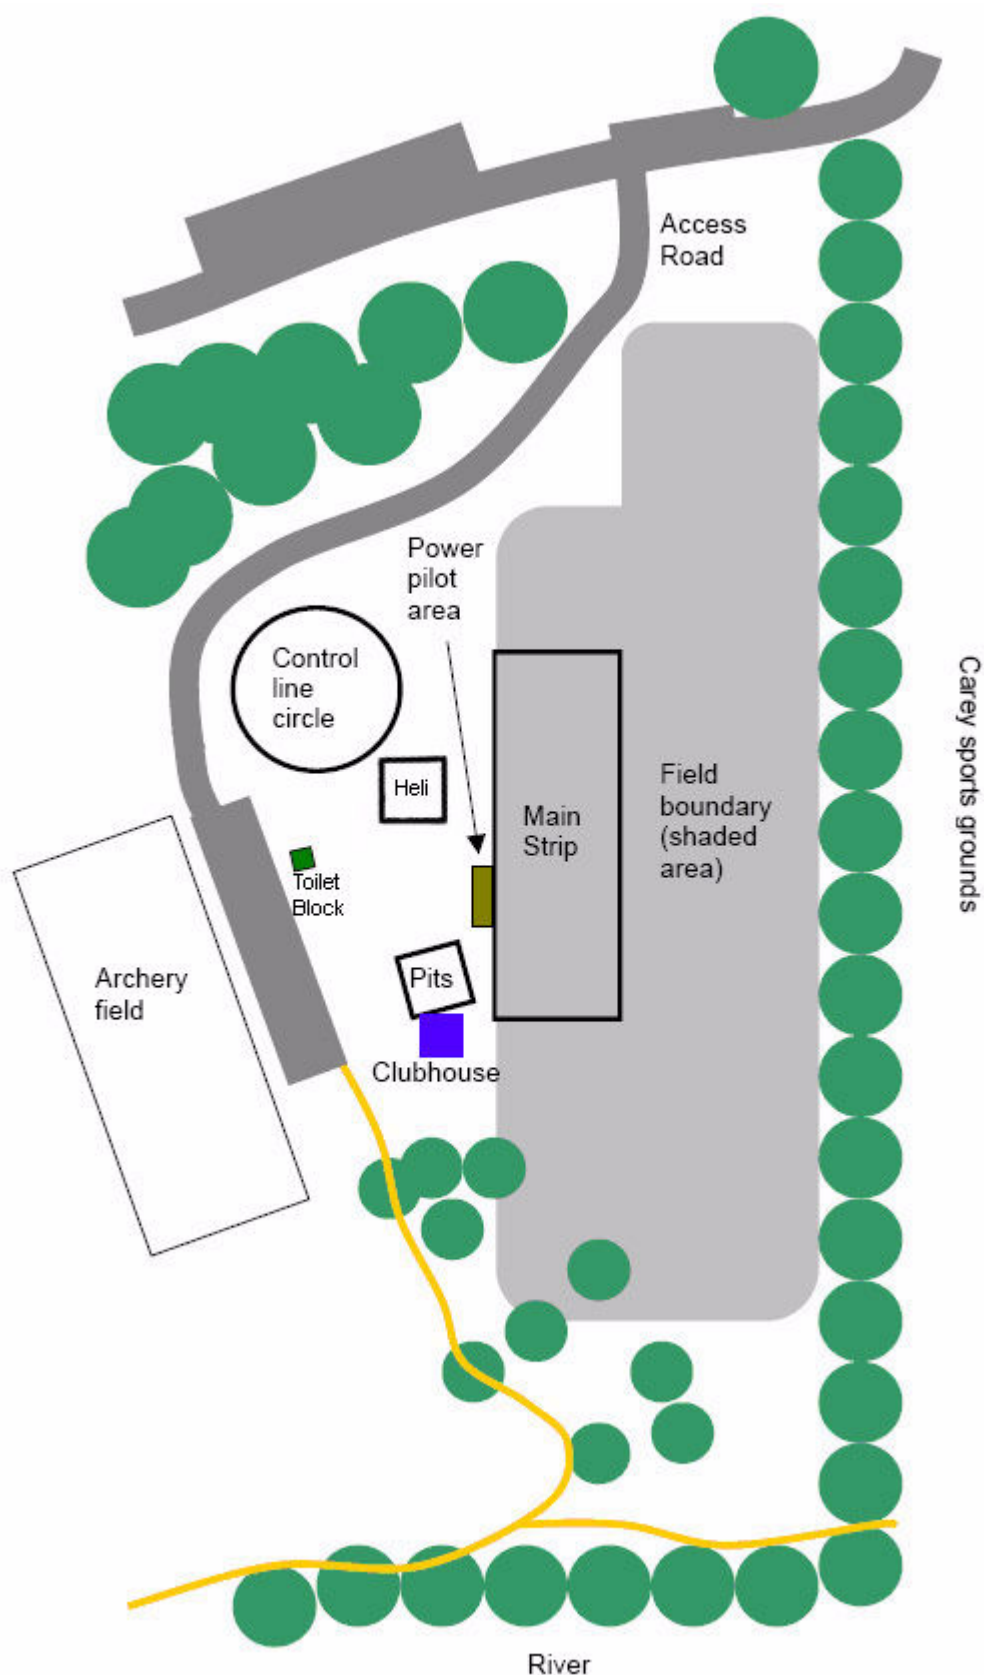 Access
Road
Power
pilot
area
Control
line
circle
Carey sports grounds
Heli
Field
boundary
(shaded
area)
Main
Strip
Toilet
Block
Archery
field
Pits
Clubhouse
River